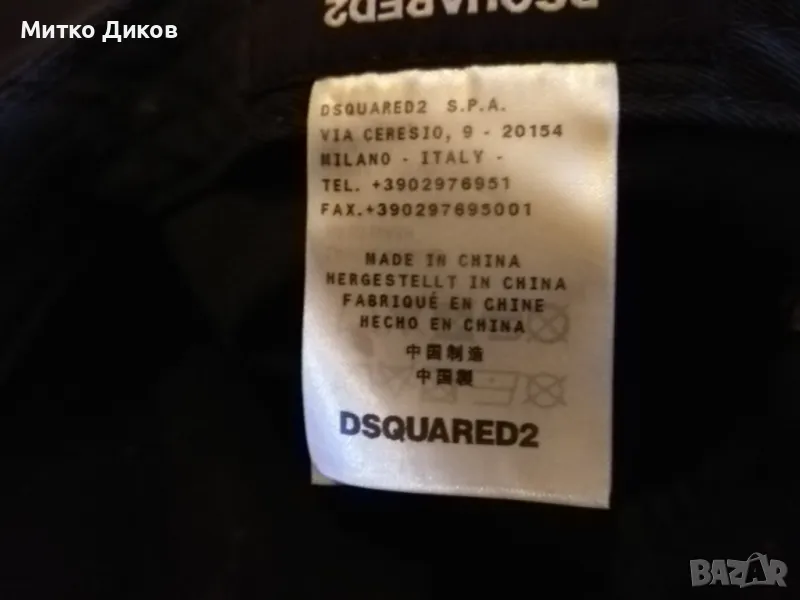 Митко Диков
DSQUARED2
DSQUARED2 S.P.A.
VIA CERESIO, 9 - 20154
MILANO - ITALY -
TEL. +3902976951
FAX.+390297695001
MADE IN CHINA
HERGESTELLT IN CHINA
FABRIQUÉ EN CHINE
HECHO EN CHINA
中国制造
中国製
DSQUARED2
BAZAR